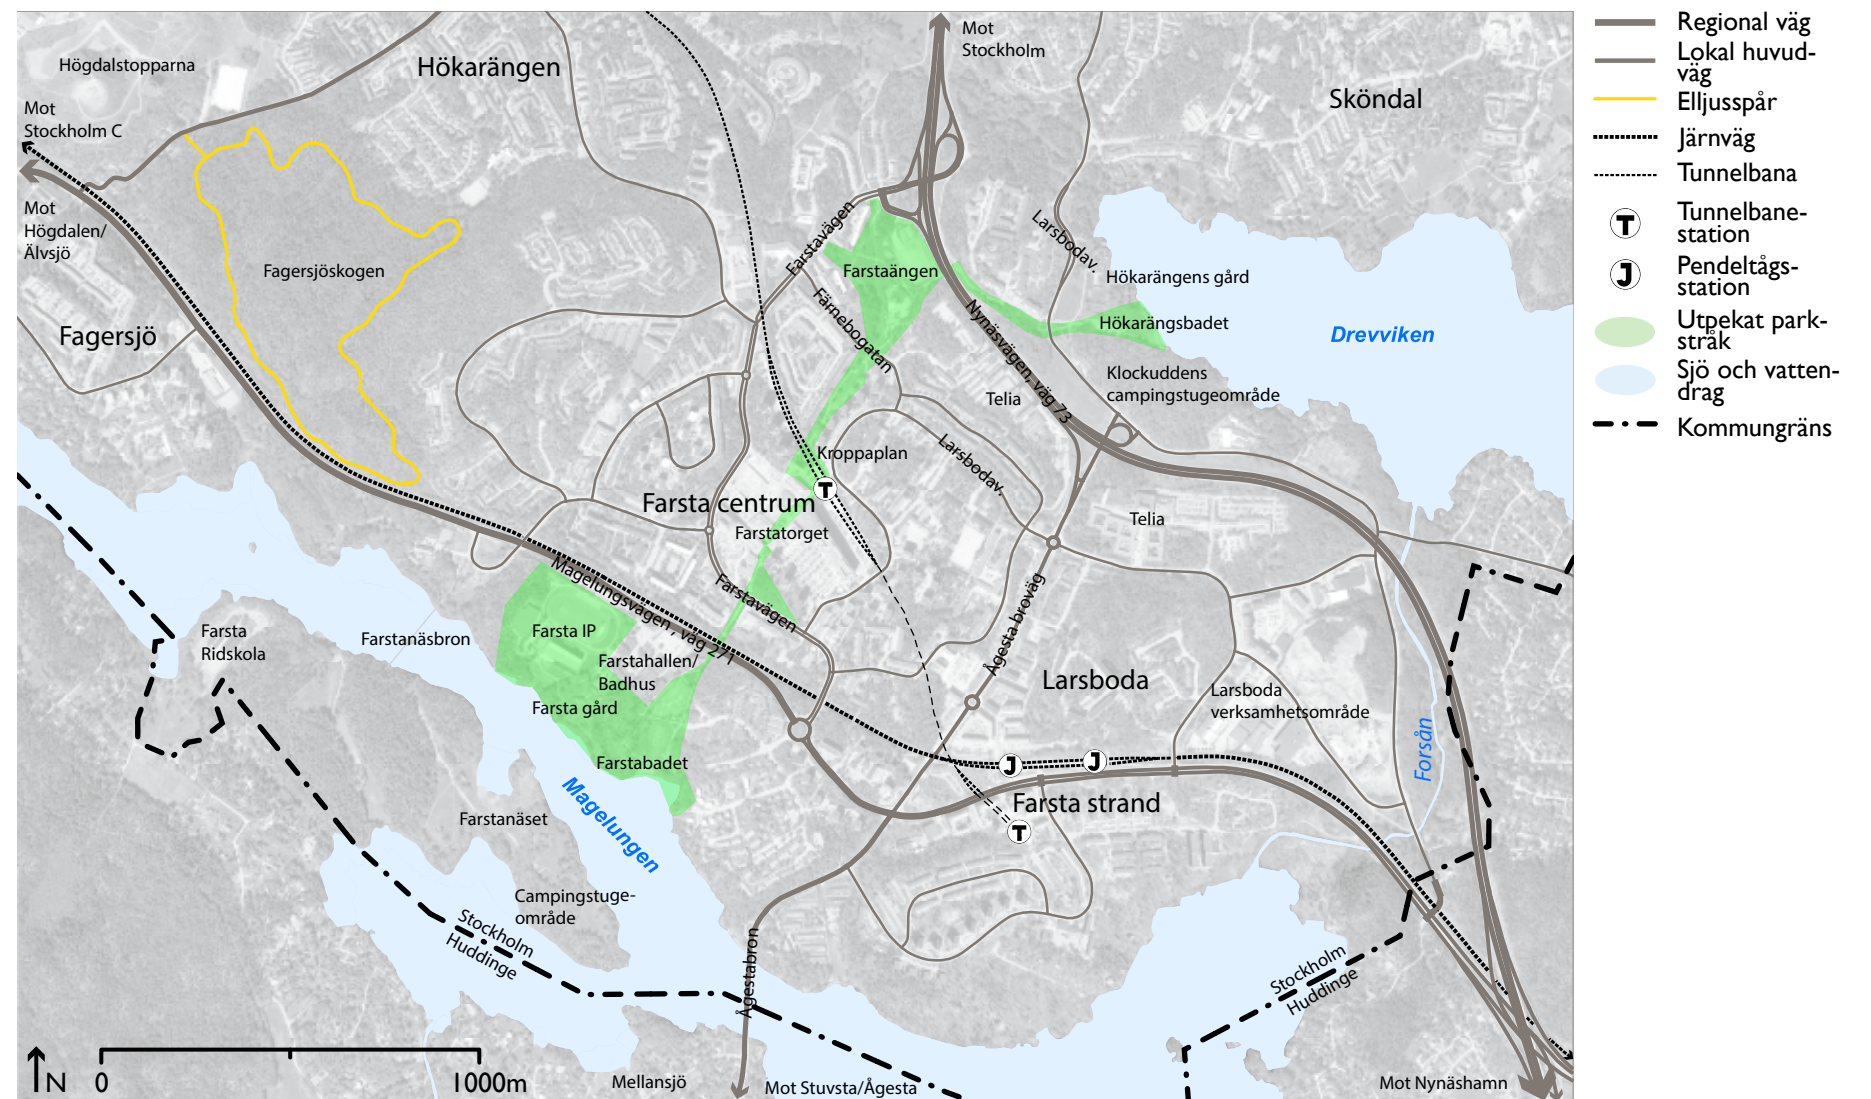 Högdalstopparna
Hökarängen
Mot
Stockholm
Sköndal
Mot
Stockholm C
Mot
Högdalen/
Älvsjö
Fagersjöskogen
Fagersjö
Farstavägen
Farstaängen
Färnebogatan
Larsbodav.
Hökarängens gård
Hökarängsbadet
Drevviken
Nynäsvägen, väg 73
Klockuddens
campingstugeområde
Telia
Kroppaplan
Larsbodav.
T
Farsta centrum
Farstatorget
Telia
Magelungsvägen, väg 271
Farstavägen
Ågesta broväg
Farsta
Ridskola
Farstanäsbron
Farsta IP
Farstahallen/
Badhus
Farsta gård
Larsboda
Larsboda
verksamhetsområde
Forsån
Farstabadet
J
J
Farsta strand
T
Magelungen
Farstanäset
Campingstuge-
område
Stockholm
Huddinge
Ågestabron
Stockholm
Huddinge
N
0
1000m
Mellansjö
Mot Stuvsta/Ågesta
Mot Nynäshamn
Regional väg
Lokal huvud-
väg
Elljusspår
Järnväg
Tunnelbana
T
Tunnelbane-
station
J
Pendeltågs-
station
Utpekat park-
stråk
Sjö och vatten-
drag
Kommungräns